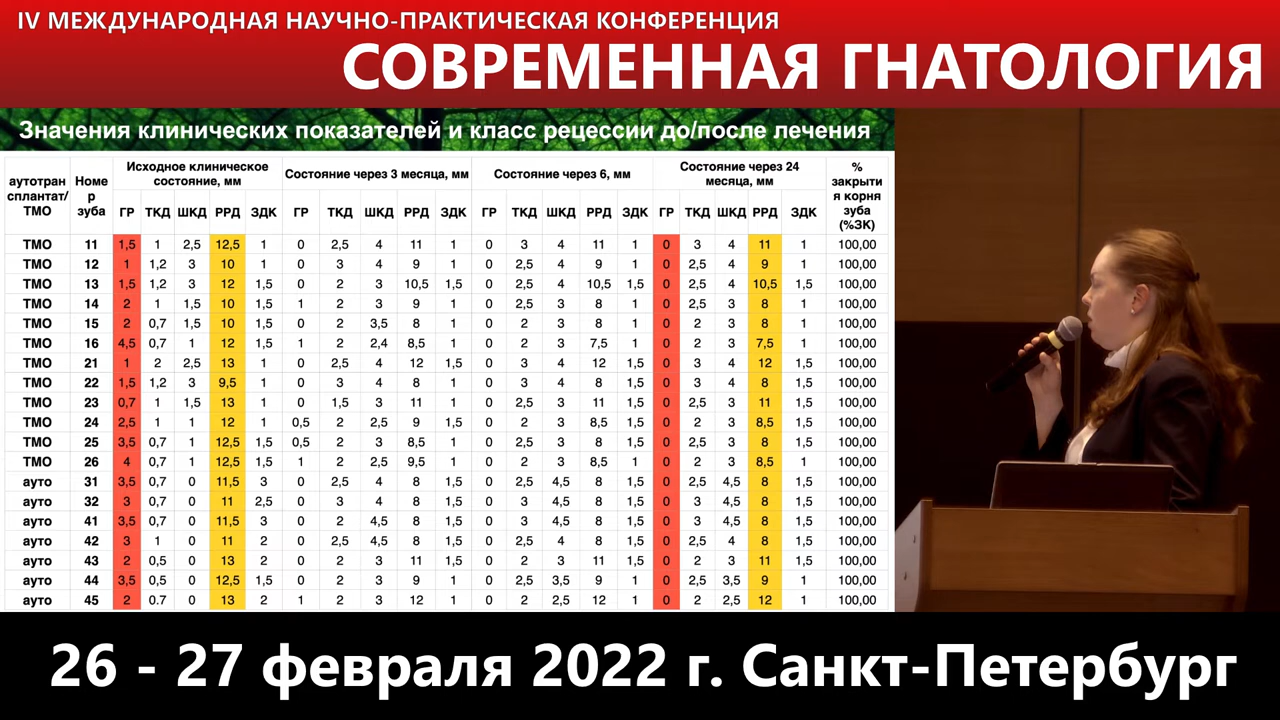 IV МЕЖДУНАРОДНАЯ НАУЧНО-ПРАКТИЧЕСКАЯ КОНФЕРЕНЦИЯ
СОВРЕМЕННАЯ ГНАТОЛОГИЯ
Значения клинических показателей и класс рецессии до/после лечения
аутотран сплантат/ ТМО Номе р зуба Исходное клиническое состояние, мм Состояние через 3 месяца, мм Состояние через 6, мм Состояние через 24 месяца, мм % закрыти я корня зуба (%ЗК)
ГР ТКД ШКД РРД ЗДК ГР ТКД ШКД РРД ЗДК ГР ТКД ШКД РРД ЗДК ГР ТКД ШКД РРД ЗДК
ТМО 11 1,5 1 2,5 12,5 1 0 2,5 4 11 1 0 3 4 11 1 0 3 4 11 1 100,00
ТМО 12 1 1,2 3 10 1 0 3 4 9 1 0 2,5 4 9 1 0 2,5 4 9 1 100,00
ТМО 13 1,5 1,2 3 12 1,5 0 2 3 10,5 1,5 0 2,5 4 10,5 1,5 0 2,5 4 10,5 1,5 100,00
ТМО 14 2 1 1,5 10 1,5 1 2 3 9 1 0 2,5 3 8 1 0 2,5 3 8 1 100,00
ТМО 15 2 0,7 1,5 10 1,5 0 2 3,5 8 1 0 2 3 8 1 0 2 3 8 1 100,00
ТМО 16 4,5 0,7 1 12 1,5 1 2 2,4 8,5 1 0 2 3 7,5 1 0 2 3 7,5 1 100,00
ТМО 21 1 2 2,5 13 1 0 2,5 4 12 1,5 0 3 4 12 1,5 0 3 4 12 1,5 100,00
ТМО 22 1,5 1,2 3 9,5 1 0 3 4 8 1 0 3 4 8 1,5 0 3 4 8 1,5 100,00
ТМО 23 0,7 1 1,5 13 1 0 1,5 3 11 1 0 2,5 3 11 1,5 0 2,5 3 11 1,5 100,00
ТМО 24 2,5 1 1 12 1 0,5 2 2,5 9 1,5 0 2 3 8,5 1,5 0 2 3 8,5 1,5 100,00
ТМО 25 3,5 0,7 1 12,5 1,5 0,5 2 3 8,5 1 0 2,5 3 8 1,5 0 2,5 3 8 1,5 100,00
ТМО 26 4 0,7 1 12,5 1,5 1 2 2,5 9,5 1 0 2 3 8,5 1 0 2 3 8,5 1 100,00
ауто 31 3,5 0,7 0 11,5 3 0 2,5 4 8 1,5 0 2,5 4,5 8 1,5 0 2,5 4,5 8 1,5 100,00
ауто 32 3 0,7 0 11 2,5 0 3 4 8 1,5 0 3 4,5 8 1,5 0 3 4,5 8 1,5 100,00
ауто 41 3,5 0,7 0 11,5 3 0 2 4,5 8 1,5 0 3 4,5 8 1,5 0 3 4,5 8 1,5 100,00
ауто 42 3 1 0 11 2 0 2,5 4,5 8 1,5 0 2,5 4 8 1,5 0 2,5 4 8 1,5 100,00
ауто 43 2 0,5 0 13 2 0 2 3 11 1,5 0 2 3 11 1,5 0 2 3 11 1,5 100,00
ауто 44 3,5 0,5 0 12,5 1,5 0 2 3 9 1 0 2,5 3,5 9 1 0 2,5 3,5 9 1 100,00
ауто 45 2 0.7 0 13 2 1 2 3 12 1 0 2 2,5 12 1 0 2 2,5 12 1 100,00
26 - 27 февраля 2022 г. Санкт-Петербург